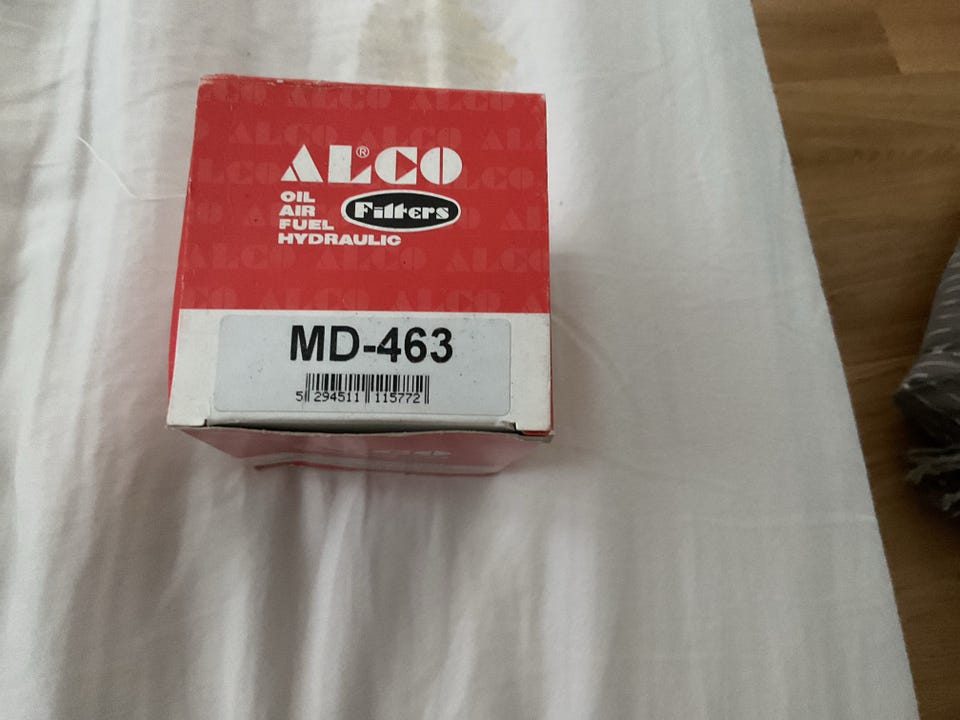 ALCO®
OIL
AIR
FUEL
HYDRAULIC
Filters
MD-463
5 294511 115772